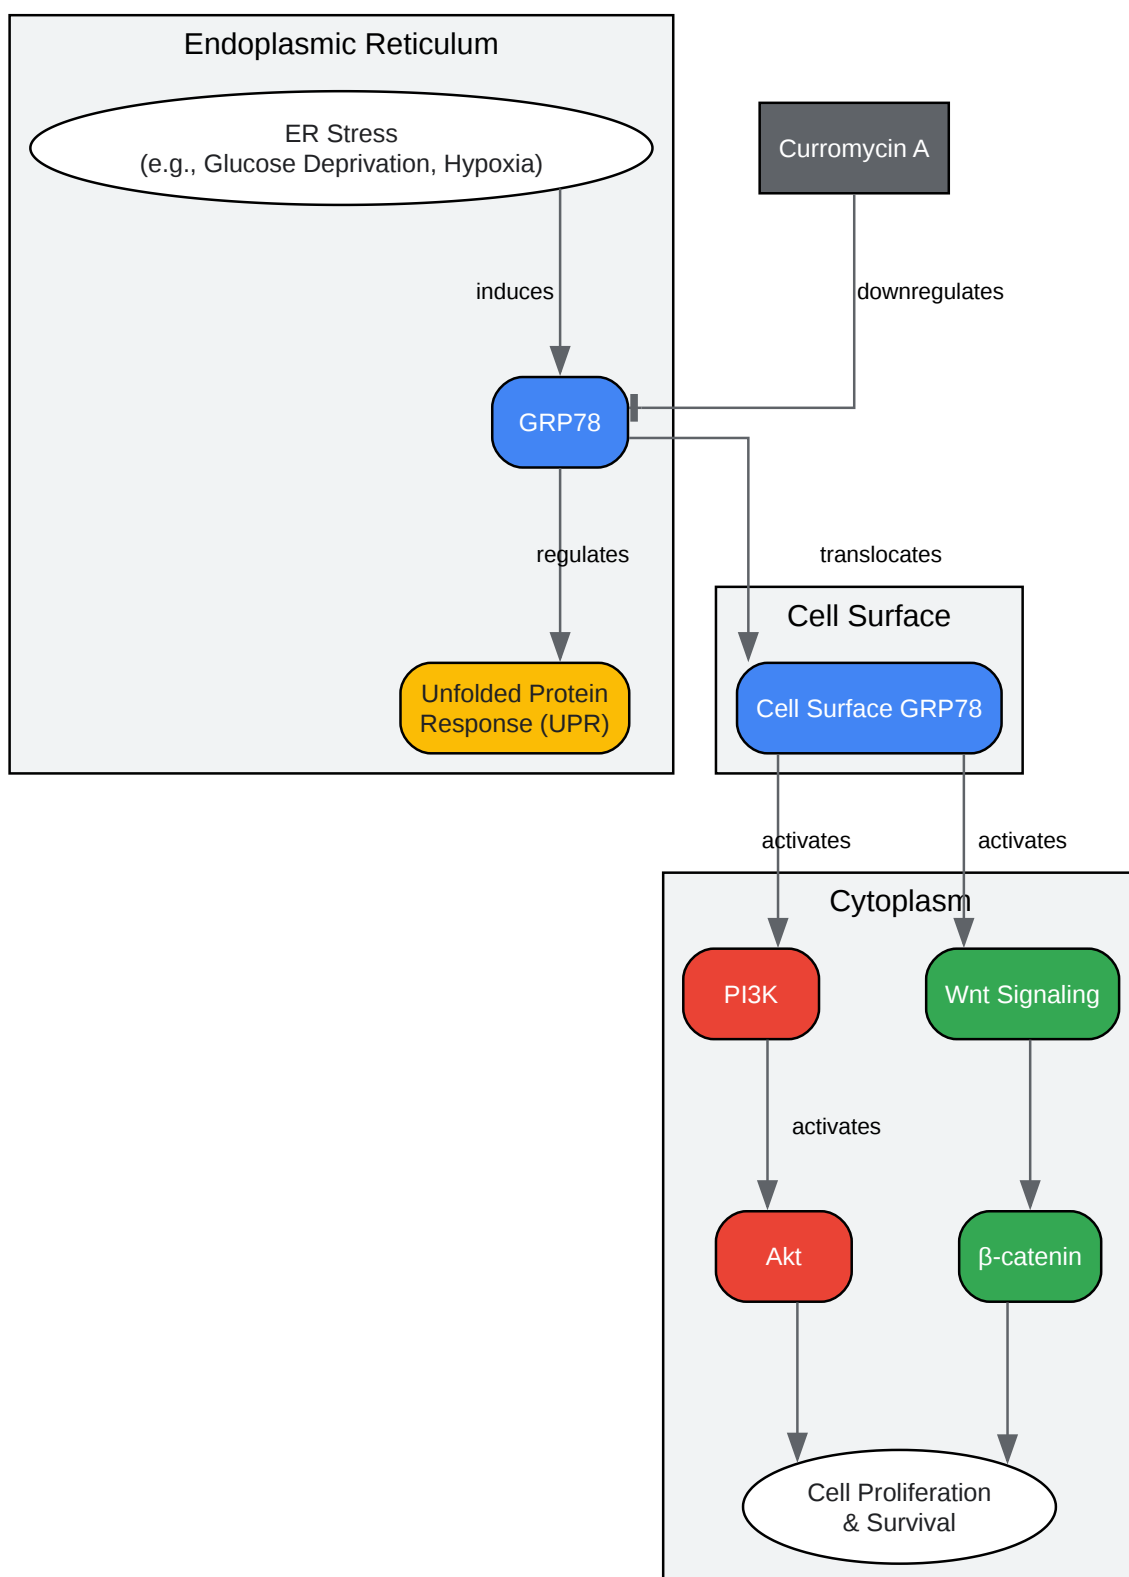 Endoplasmic Reticulum
ER Stress
(e.g., Glucose Deprivation, Hypoxia)
Curromycin A
induces
downregulates
GRP78
regulates
translocates
Cell Surface
Unfolded Protein
Response (UPR)
Cell Surface GRP78
activates
activates
Cytoplasm
PI3K
Wnt Signaling
activates
Akt
β-catenin
Cell Proliferation
& Survival